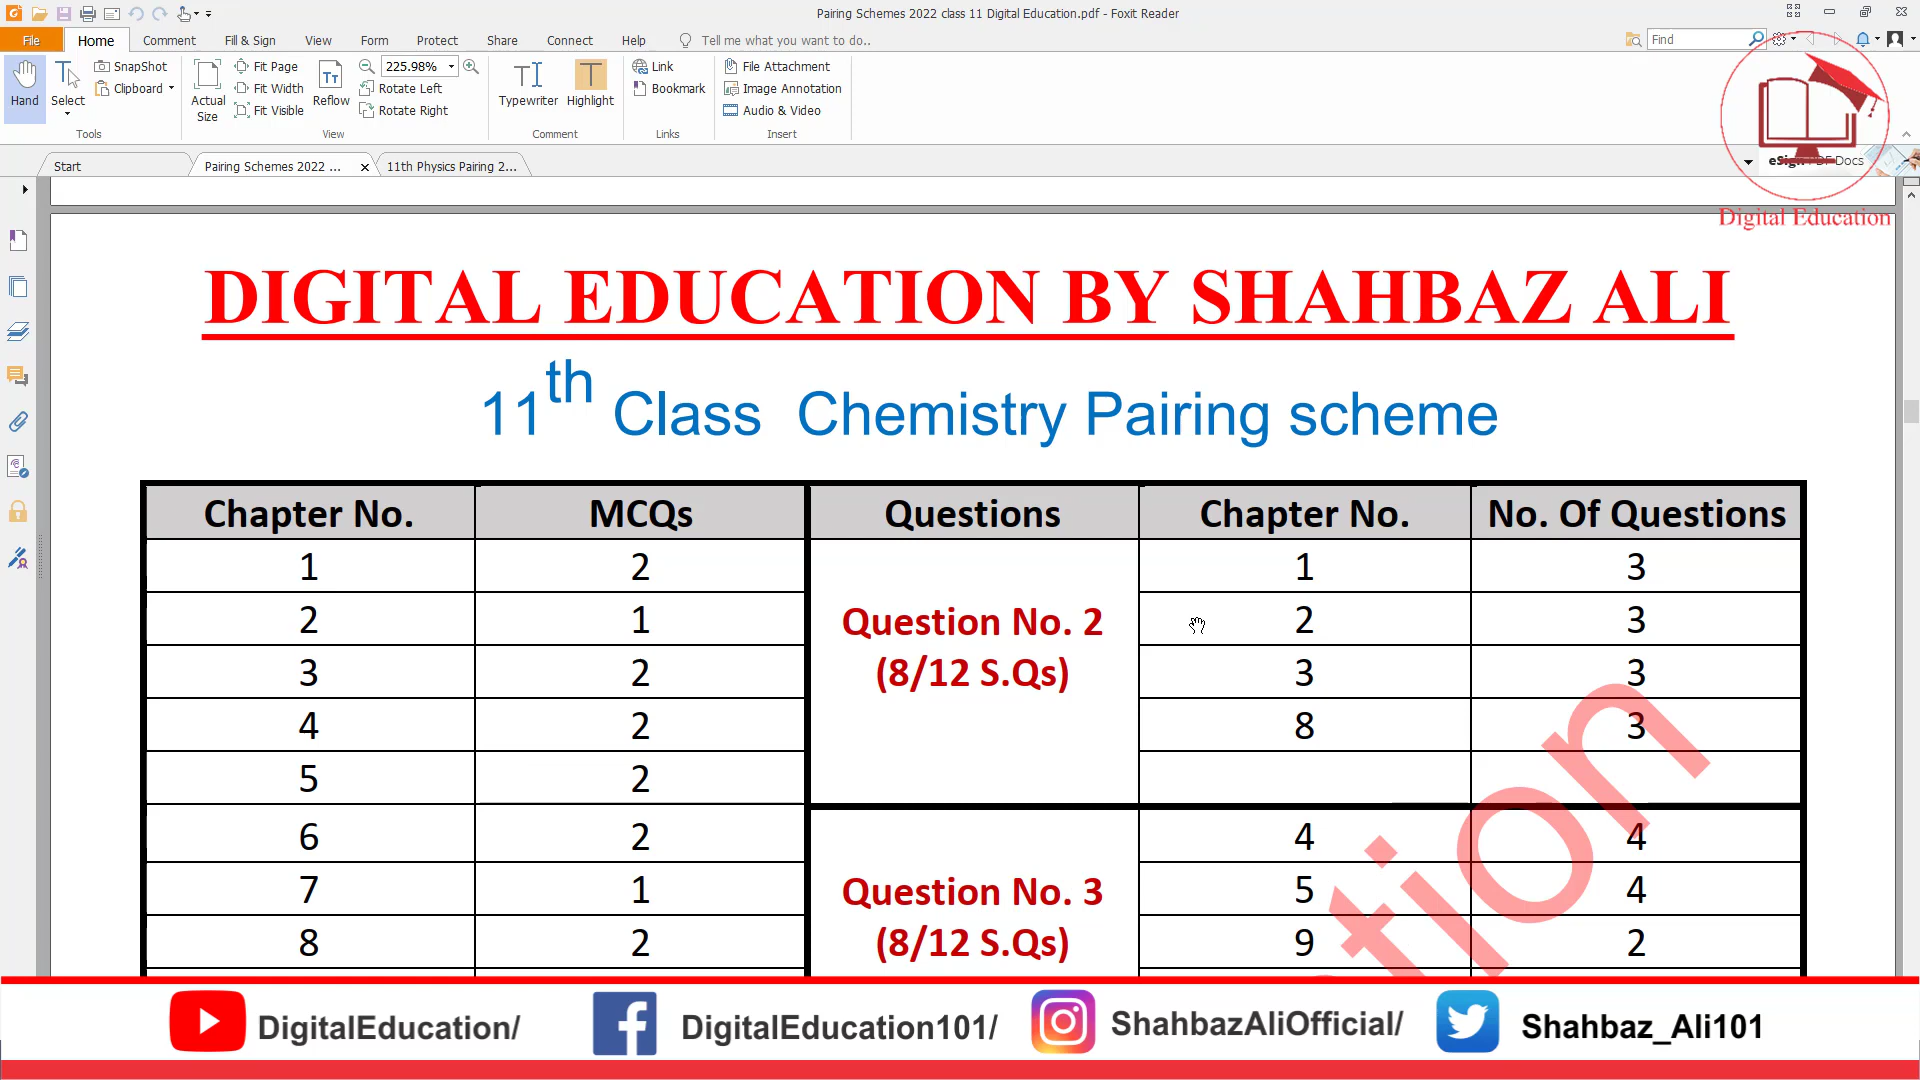 Pairing Schemes 2022 class 11 Digital Education.pdf - Foxit Reader
File Home Comment Fill & Sign View Form Protect Share Connect Help Tell me what you want to do.. Find
Hand Select SnapShot Clipboard
Tools
Actual Size Fit Page Fit Width Fit Visible Reflow 225.98% Rotate Left Rotate Right
View
Typewriter Highlight
Comment
Link Bookmark
Links
File Attachment Image Annotation Audio & Video
Insert
Start Pairing Schemes 2022 ... 11th Physics Pairing 2...
Digital Education
DIGITAL EDUCATION BY SHAHBAZ ALI
11th Class Chemistry Pairing scheme
Chapter No. MCQs Questions Chapter No. No. Of Questions
1 2 1 3
2 1 Question No. 2 2 3
3 2 (8/12 S.Qs) 3 3
4 2 8 3
5 2
6 2 4 4
7 1 Question No. 3 5 4
8 2 (8/12 S.Qs) 9 2
tion
DigitalEducation/ DigitalEducation101/ ShahbazAliOfficial/ Shahbaz_Ali101